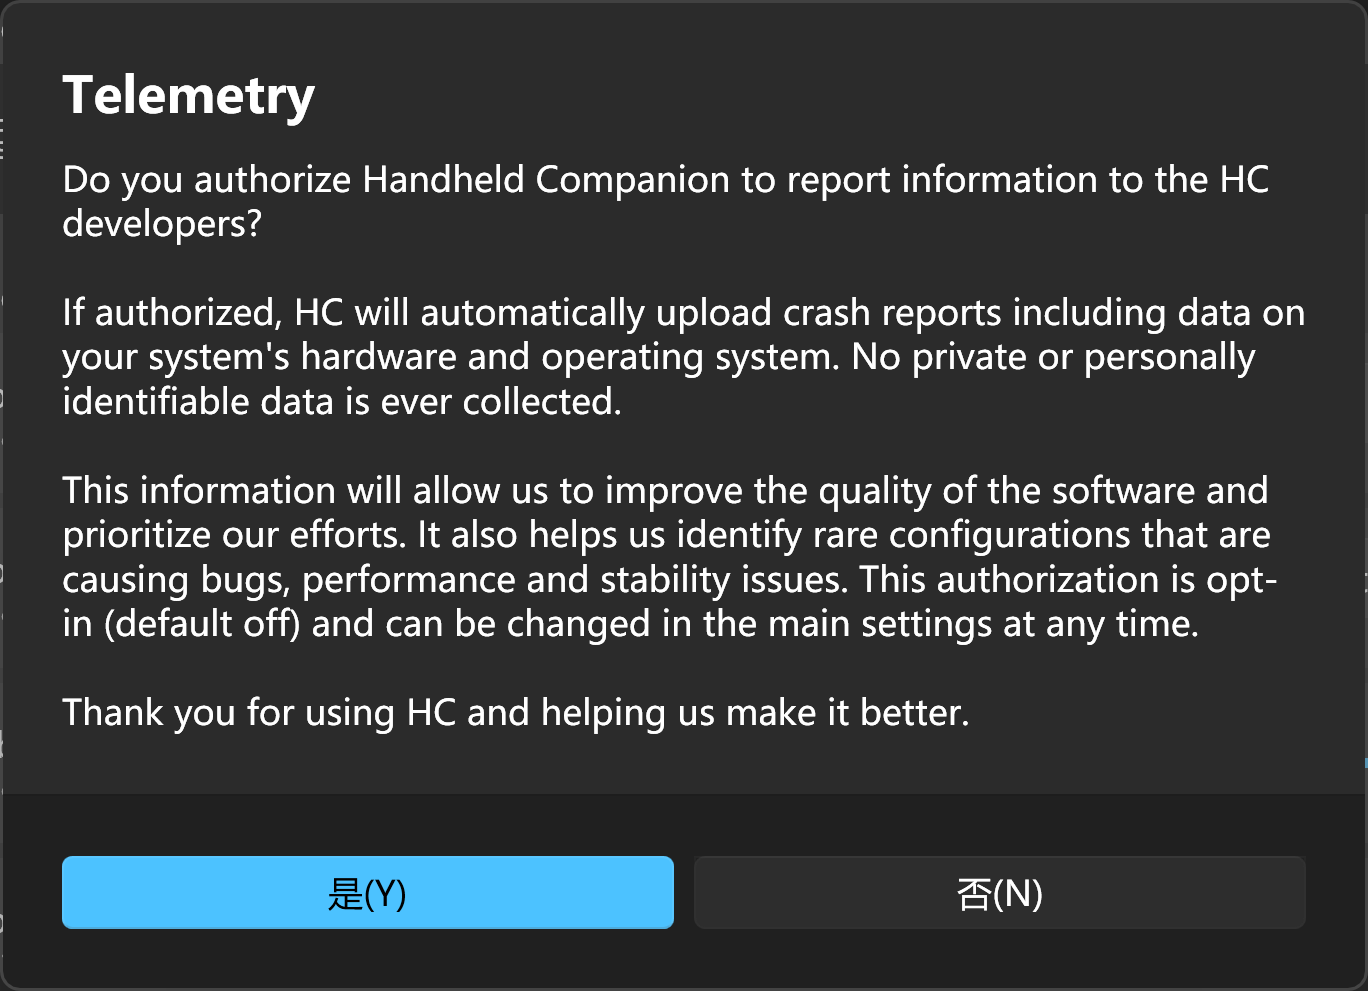 Telemetry
Do you authorize Handheld Companion to report information to the HC
developers?
If authorized, HC will automatically upload crash reports including data on
your system's hardware and operating system. No private or personally
identifiable data is ever collected.
This information will allow us to improve the quality of the software and
prioritize our efforts. It also helps us identify rare configurations that are
causing bugs, performance and stability issues. This authorization is opt-
in (default off) and can be changed in the main settings at any time.
Thank you for using HC and helping us make it better.
是(Y)
否(N)